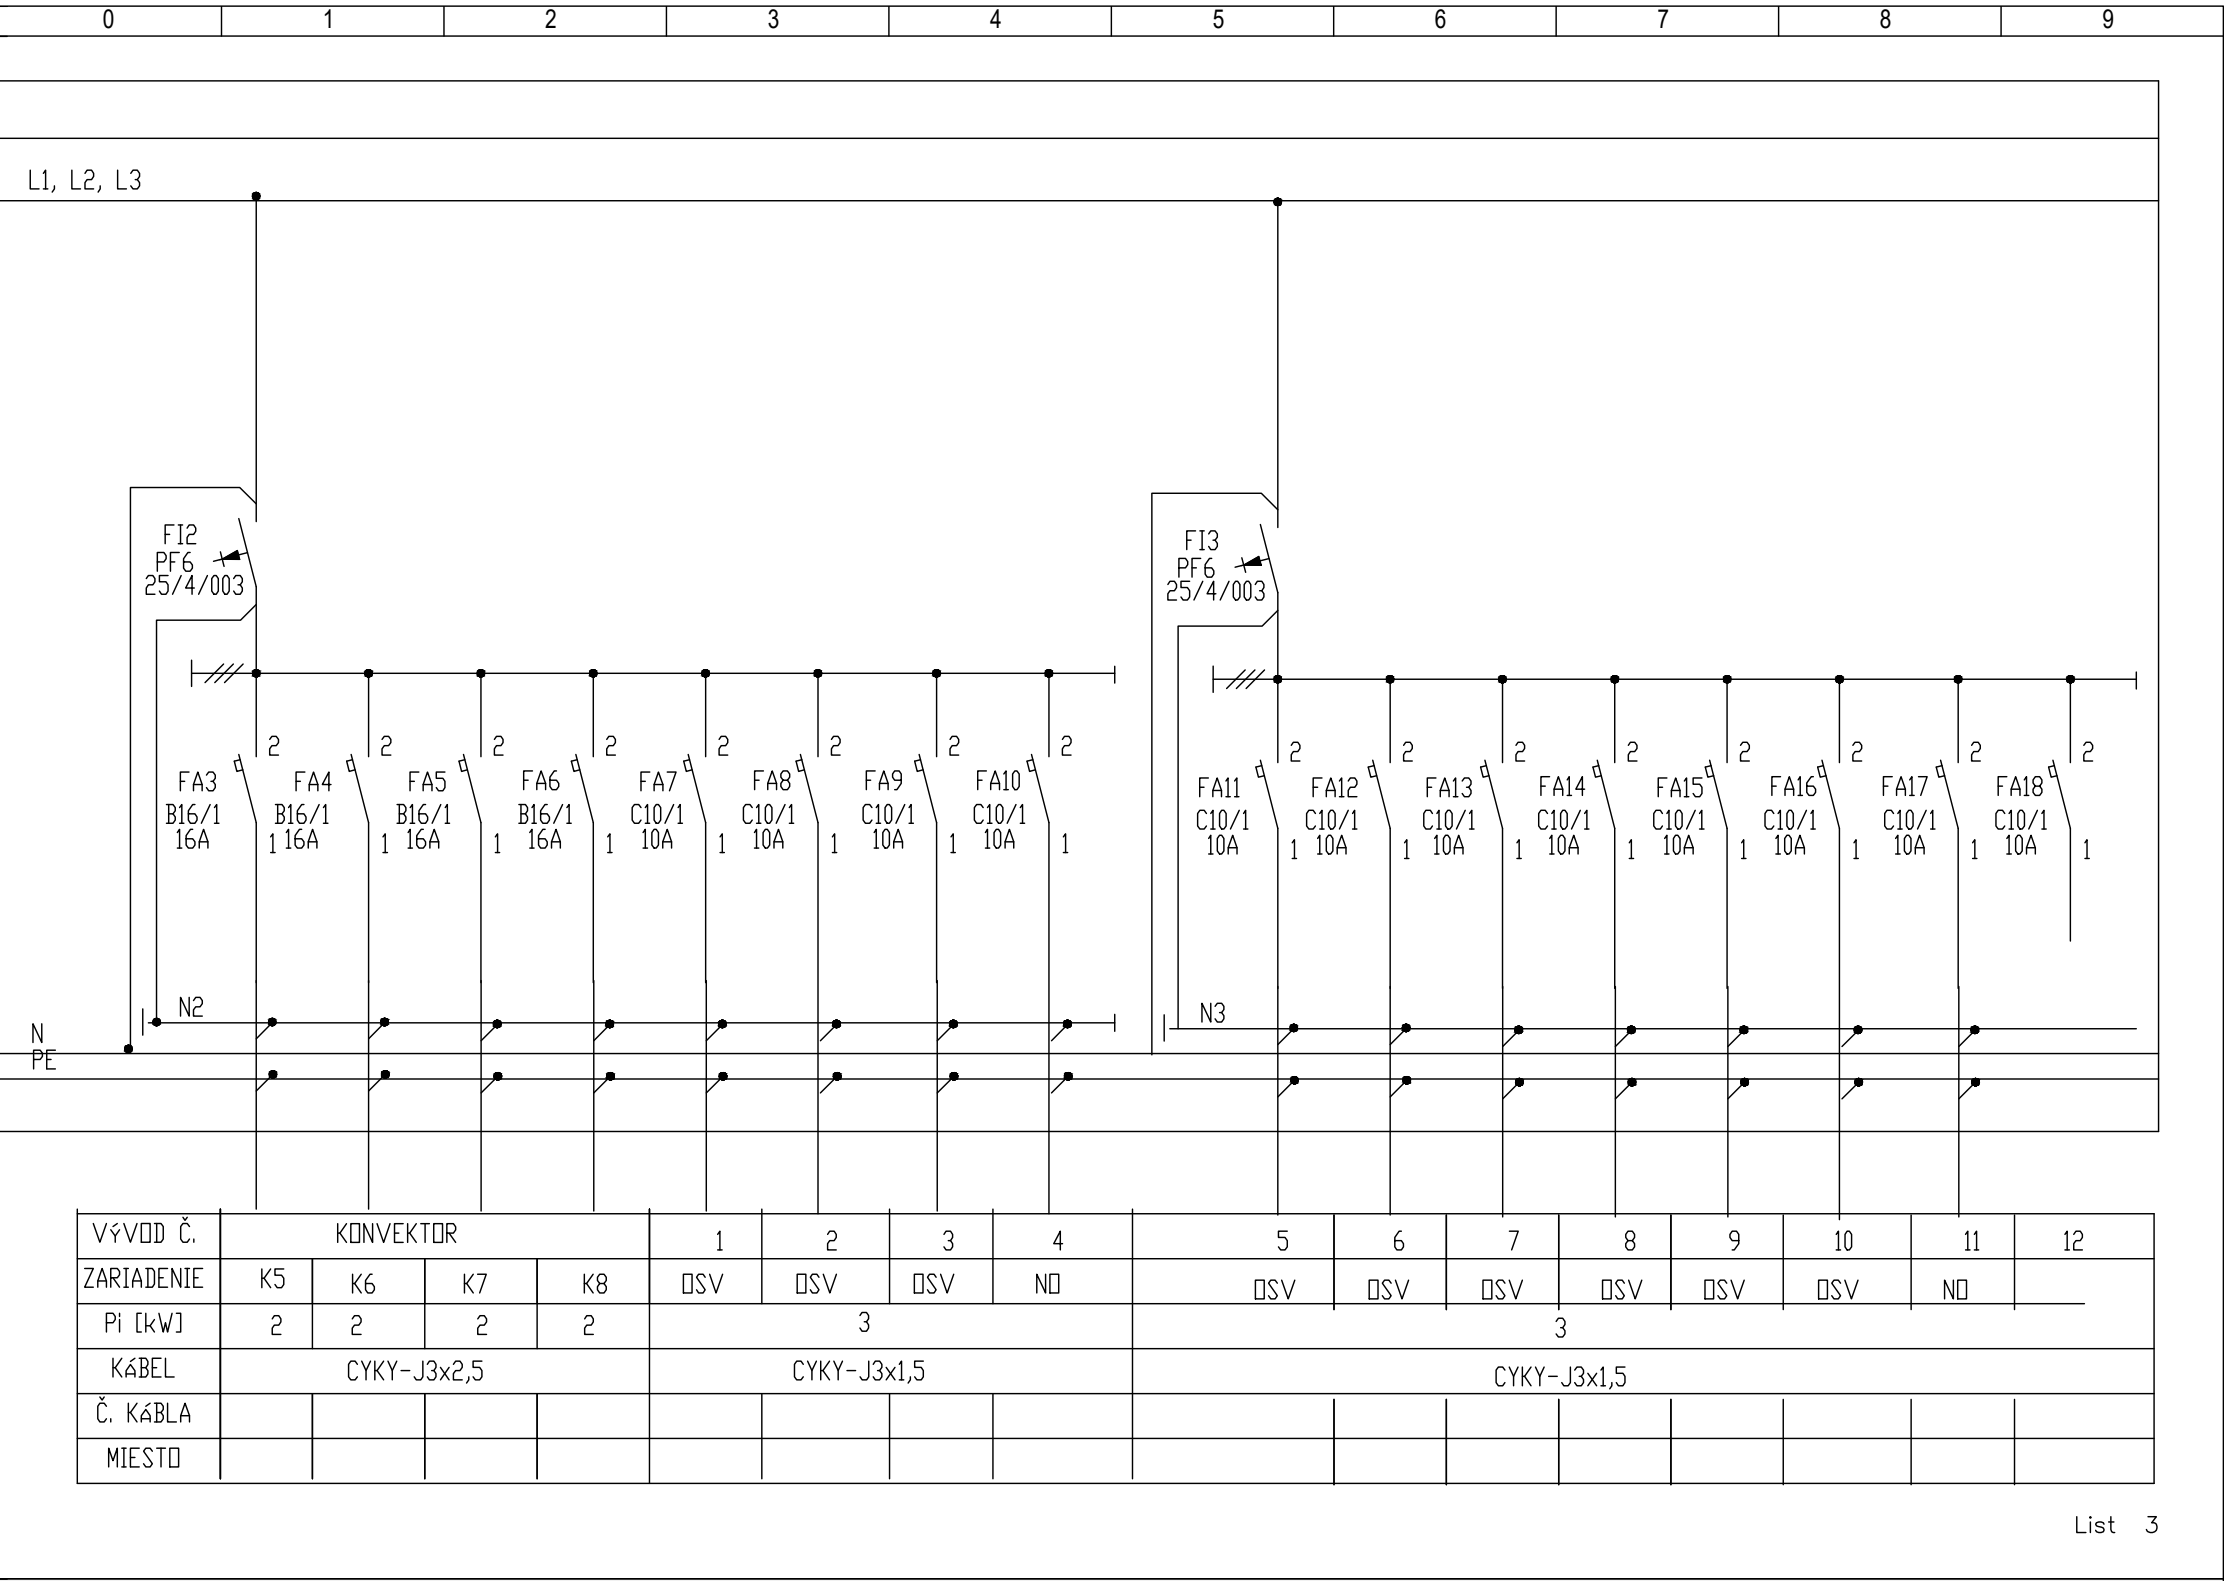 0 1 2 3 4 5 6 7 8 9
L1, L2, L3
FI2
PF6
25/4/003
FI3
PF6
25/4/003
2 2 2 2 2 2 2 2
FA3 FA4 FA5 FA6 FA7 FA8 FA9 FA10
B16/1 B16/1 B16/1 B16/1 C10/1 C10/1 C10/1 C10/1
16A 16A 16A 16A 10A 10A 10A 10A
1 1 1 1 1 1 1 1
2 2 2 2 2 2 2 2
FA11 FA12 FA13 FA14 FA15 FA16 FA17 FA18
C10/1 C10/1 C10/1 C10/1 C10/1 C10/1 C10/1 C10/1
10A 10A 10A 10A 10A 10A 10A 10A
1 1 1 1 1 1 1 1
N2
N3
N
PE
VÝVOD Č. KONVEKTOR 1 2 3 4 5 6 7 8 9 10 11 12
ZARIADENIE K5 K6 K7 K8 OSV OSV OSV NO OSV OSV OSV OSV OSV OSV NO
Pi [kW] 2 2 2 2 3 3
KÁBEL CYKY-J3x2,5 CYKY-J3x1,5 CYKY-J3x1,5
Č. KÁBLA
MIESTO
List 3